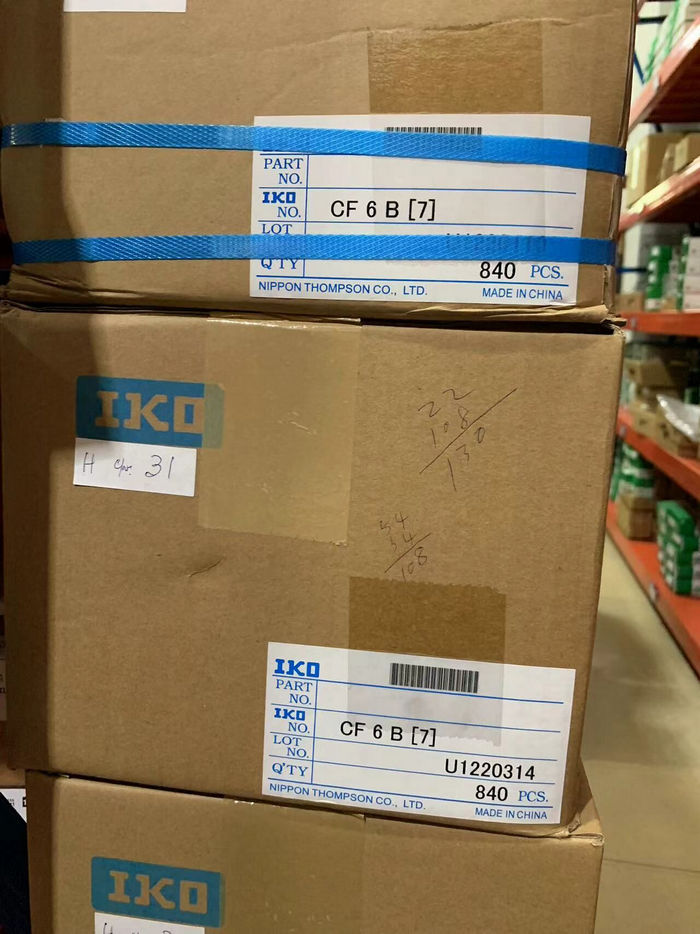 PART
NO.
IKO
NO. CF 6 B [7]
LOT
Q'TY 840 PCS.
NIPPON THOMPSON CO., LTD. MADE IN CHINA
IKO
H 31
22
108
130
54
54
108
IKO
PART
NO.
IKO
NO. CF 6 B [7]
LOT
NO. U1220314
Q'TY 840 PCS.
NIPPON THOMPSON CO., LTD. MADE IN CHINA
IKO